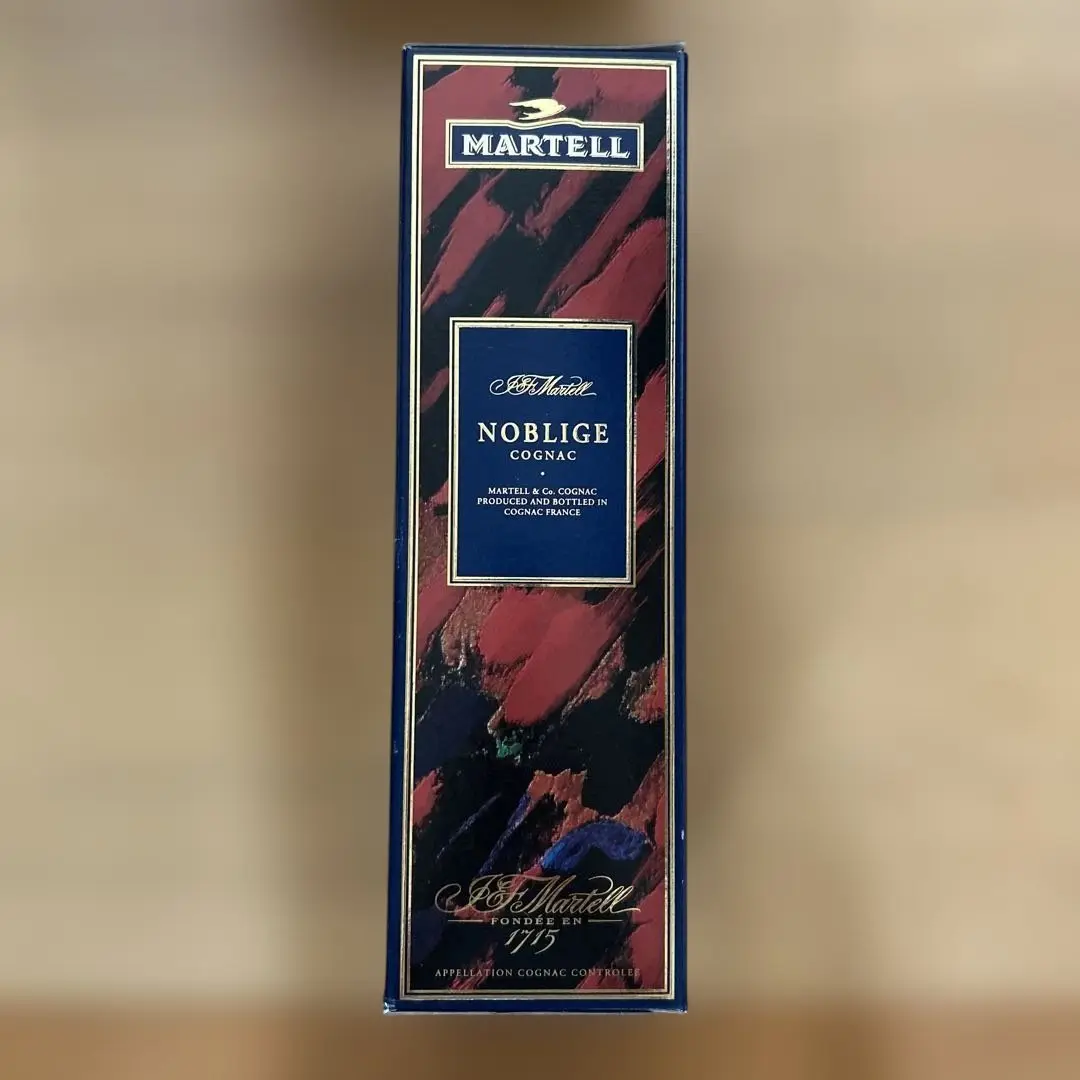 MARTELL
J&F Martell
NOBLIGE
COGNAC
MARTELL & Co. COGNAC
PRODUCED AND BOTTLED IN
COGNAC FRANCE
J&F Martell
FONDÉE EN
1715
APPELLATION COGNAC CONTROLÉE